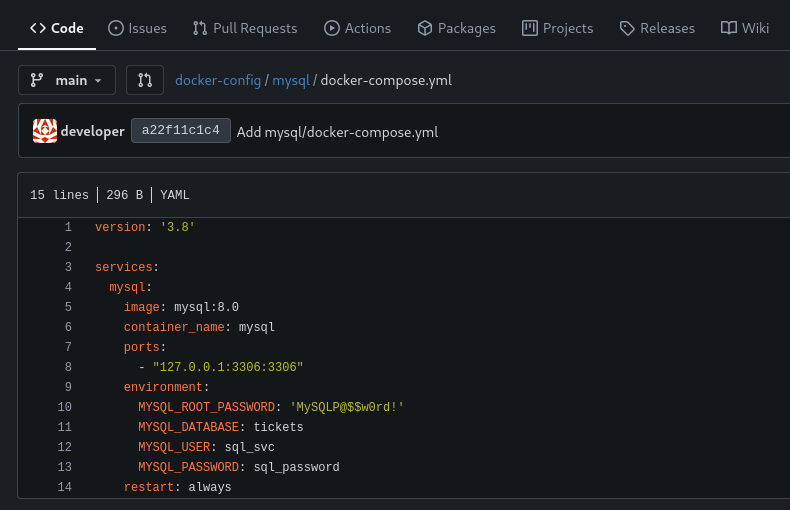 Code Issues Pull Requests Actions Packages Projects Releases Wiki
main docker-config / mysql / docker-compose.yml
developer a22f11c1c4 Add mysql/docker-compose.yml
15 lines | 296 B | YAML
1 version: '3.8'
2
3 services:
4   mysql:
5     image: mysql:8.0
6     container_name: mysql
7     ports:
8       - "127.0.0.1:3306:3306"
9     environment:
10       MYSQL_ROOT_PASSWORD: 'MySQLP@$$w0rd!'
11       MYSQL_DATABASE: tickets
12       MYSQL_USER: sql_svc
13       MYSQL_PASSWORD: sql_password
14     restart: always